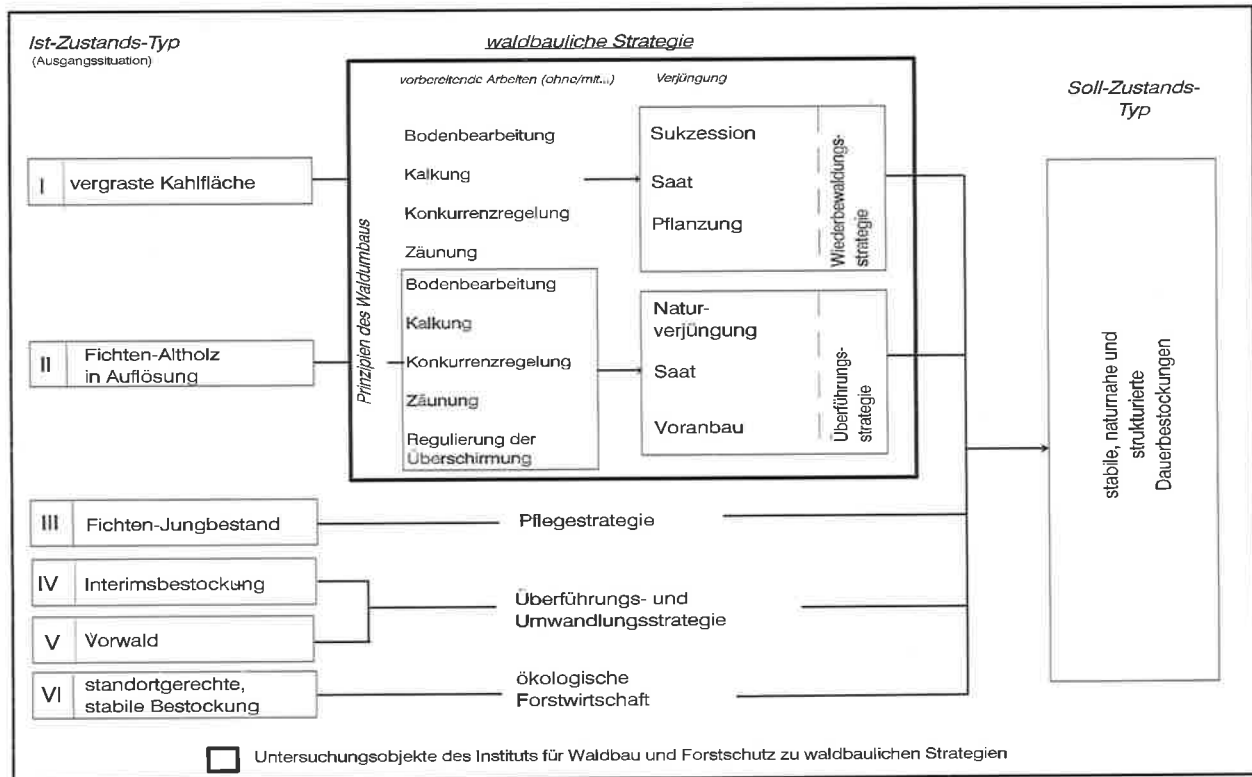 Ist-Zustands-Typ
(Ausgangssituation)
waldbauliche Strategie
vorbereitende Arbeiten (ohne/mit...)
Verjüngung
Soll-Zustands-
Typ
I
vergraste Kahlfläche
Prinzipien des Waldumbaus
Bodenbearbeitung
Kalkung
Konkurrenzregelung
Zäunung
Sukzession
Saat
Pflanzung
Wiederbewaldungs-
strategie
II
Fichten-Altholz
in Auflösung
Bodenbearbeitung
Kalkung
Konkurrenzregelung
Zäunung
Regulierung der
Überschirmung
Natur-
verjüngung
Saat
Voranbau
Überführungs-
strategie
stabile, naturnahe und
strukturierte
Dauerbestockungen
III
Fichten-Jungbestand
Pflegestrategie
IV
Interimsbestockung
V
Vorwald
Überführungs- und
Umwandlungsstrategie
VI
standortgerechte,
stabile Bestockung
ökologische
Forstwirtschaft
Untersuchungsobjekte des Instituts für Waldbau und Forstschutz zu waldbaulichen Strategien